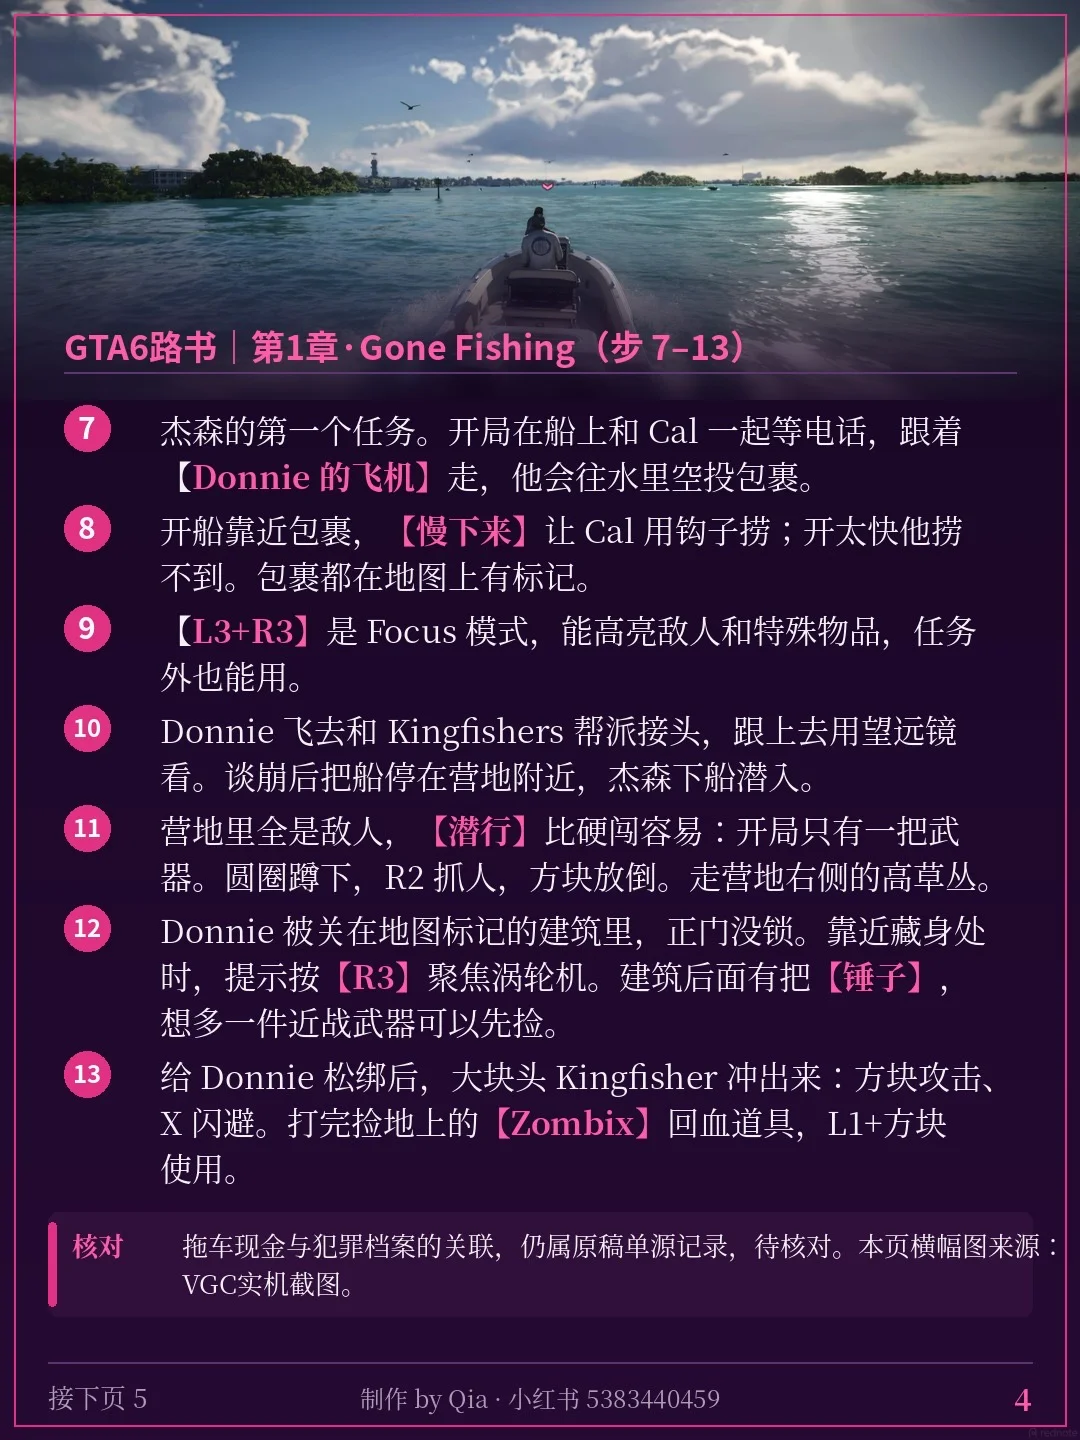 GTA6路书｜第1章·Gone Fishing（步 7–13）
7
杰森的第一个任务。开局在船上和 Cal 一起等电话，跟着
【Donnie 的飞机】走，他会往水里空投包裹。
8
开船靠近包裹，【慢下来】让 Cal 用钩子捞；开太快他捞
不到。包裹都在地图上有标记。
9
【L3+R3】是 Focus 模式，能高亮敌人和特殊物品，任务
外也能用。
10
Donnie 飞去和 Kingfishers 帮派接头，跟上去用望远镜
看。谈崩后把船停在营地附近，杰森下船潜入。
11
营地里全是敌人，【潜行】比硬闯容易：开局只有一把武
器。圆圈蹲下，R2 抓人，方块放倒。走营地右侧的高草丛。
12
Donnie 被关在地图标记的建筑里，正门没锁。靠近藏身处
时，提示按【R3】聚焦涡轮机。建筑后面有把【锤子】，
想多一件近战武器可以先捡。
13
给 Donnie 松绑后，大块头 Kingfisher 冲出来：方块攻击、
X 闪避。打完捡地上的【Zombix】回血道具，L1+方块
使用。
核对
拖车现金与犯罪档案的关联，仍属原稿单源记录，待核对。本页横幅图来源：
VGC实机截图。
接下页 5
制作 by Qia · 小红书 5383440459
4